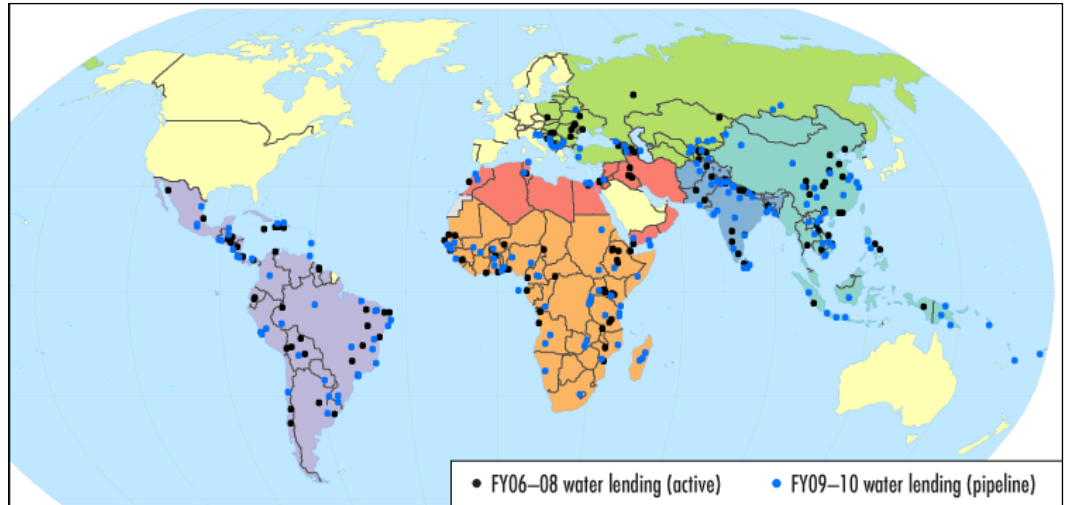 FY06–08 water lending (active)
FY09–10 water lending (pipeline)